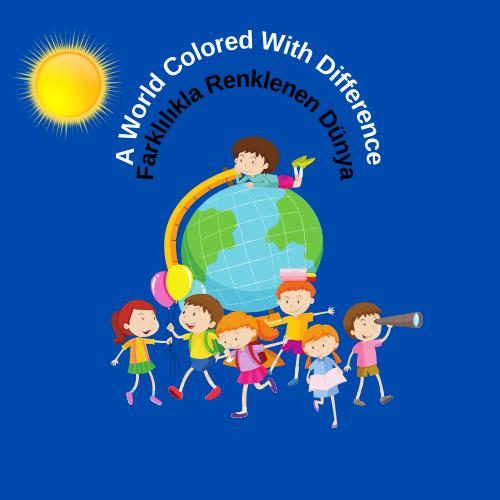 A World Colored With Difference
Farklılıkla Renklenen Dünya